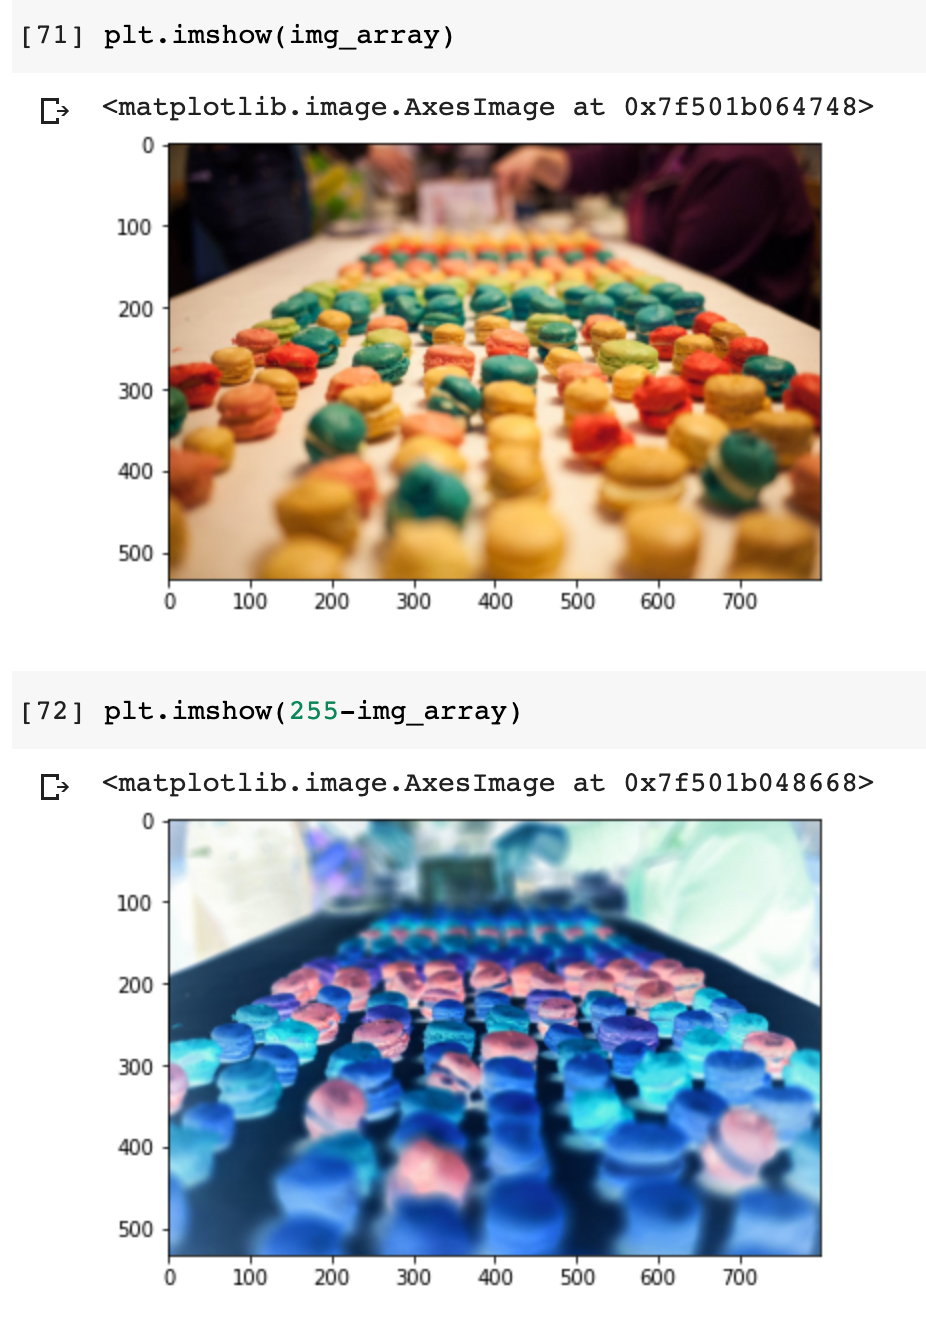 [71] plt.imshow(img_array)
<matplotlib.image.AxesImage at 0x7f501b064748>
0
100
200
300
400
500
0 100 200 300 400 500 600 700
[72] plt.imshow(255-img_array)
<matplotlib.image.AxesImage at 0x7f501b048668>
0
100
200
300
400
500
0 100 200 300 400 500 600 700